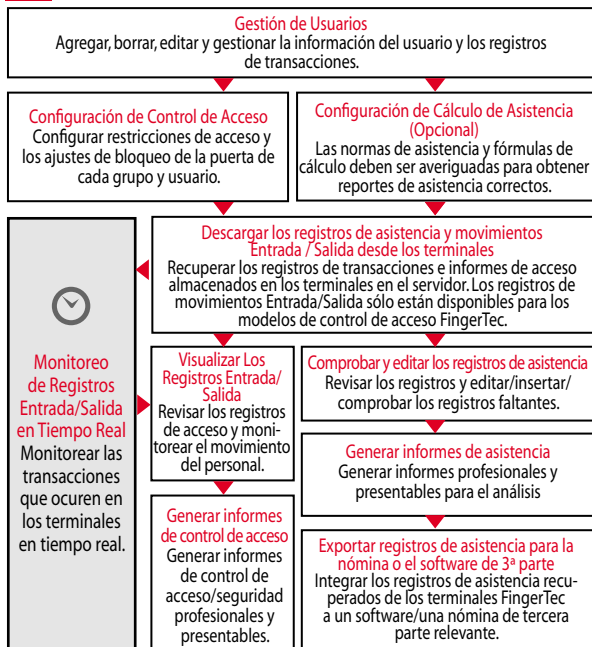 Gestión de Usuarios
Agregar, borrar, editar y gestionar la información del usuario y los registros
de transacciones.
Configuración de Control de Acceso
Configurar restricciones de acceso y
los ajustes de bloqueo de la puerta de
cada grupo y usuario.
Configuración de Cálculo de Asistencia
(Opcional)
Las normas de asistencia y fórmulas de
cálculo deben ser averiguadas para obtener
reportes de asistencia correctos.
Descargar los registros de asistencia y movimientos
Entrada / Salida desde los terminales
Recuperar los registros de transacciones e informes de acceso
almacenados en los terminales en el servidor. Los registros de
movimientos Entrada/Salida sólo están disponibles para los
modelos de control de acceso FingerTec.
Monitoreo
de Registros
Entrada/Salida
en Tiempo Real
Monitorear las
transacciones
que ocuren en
los terminales
en tiempo real.
Visualizar Los
Registros Entrada/
Salida
Revisar los registros
de acceso y moni-
torear el movimiento
del personal.
Comprobar y editar los registros de asistencia
Revisar los registros y editar/insertar/
comprobar los registros faltantes.
Generar informes de asistencia
Generar informes profesionales y
presentables para el análisis
Generar informes
de control de acceso
Generar informes
de control de
acceso/seguridad
profesionales y
presentables.
Exportar registros de asistencia para la
nómina o el software de 3ª parte
Integrar los registros de asistencia recu-
perados de los terminales FingerTec
a un software/una nómina de tercera
parte relevante.